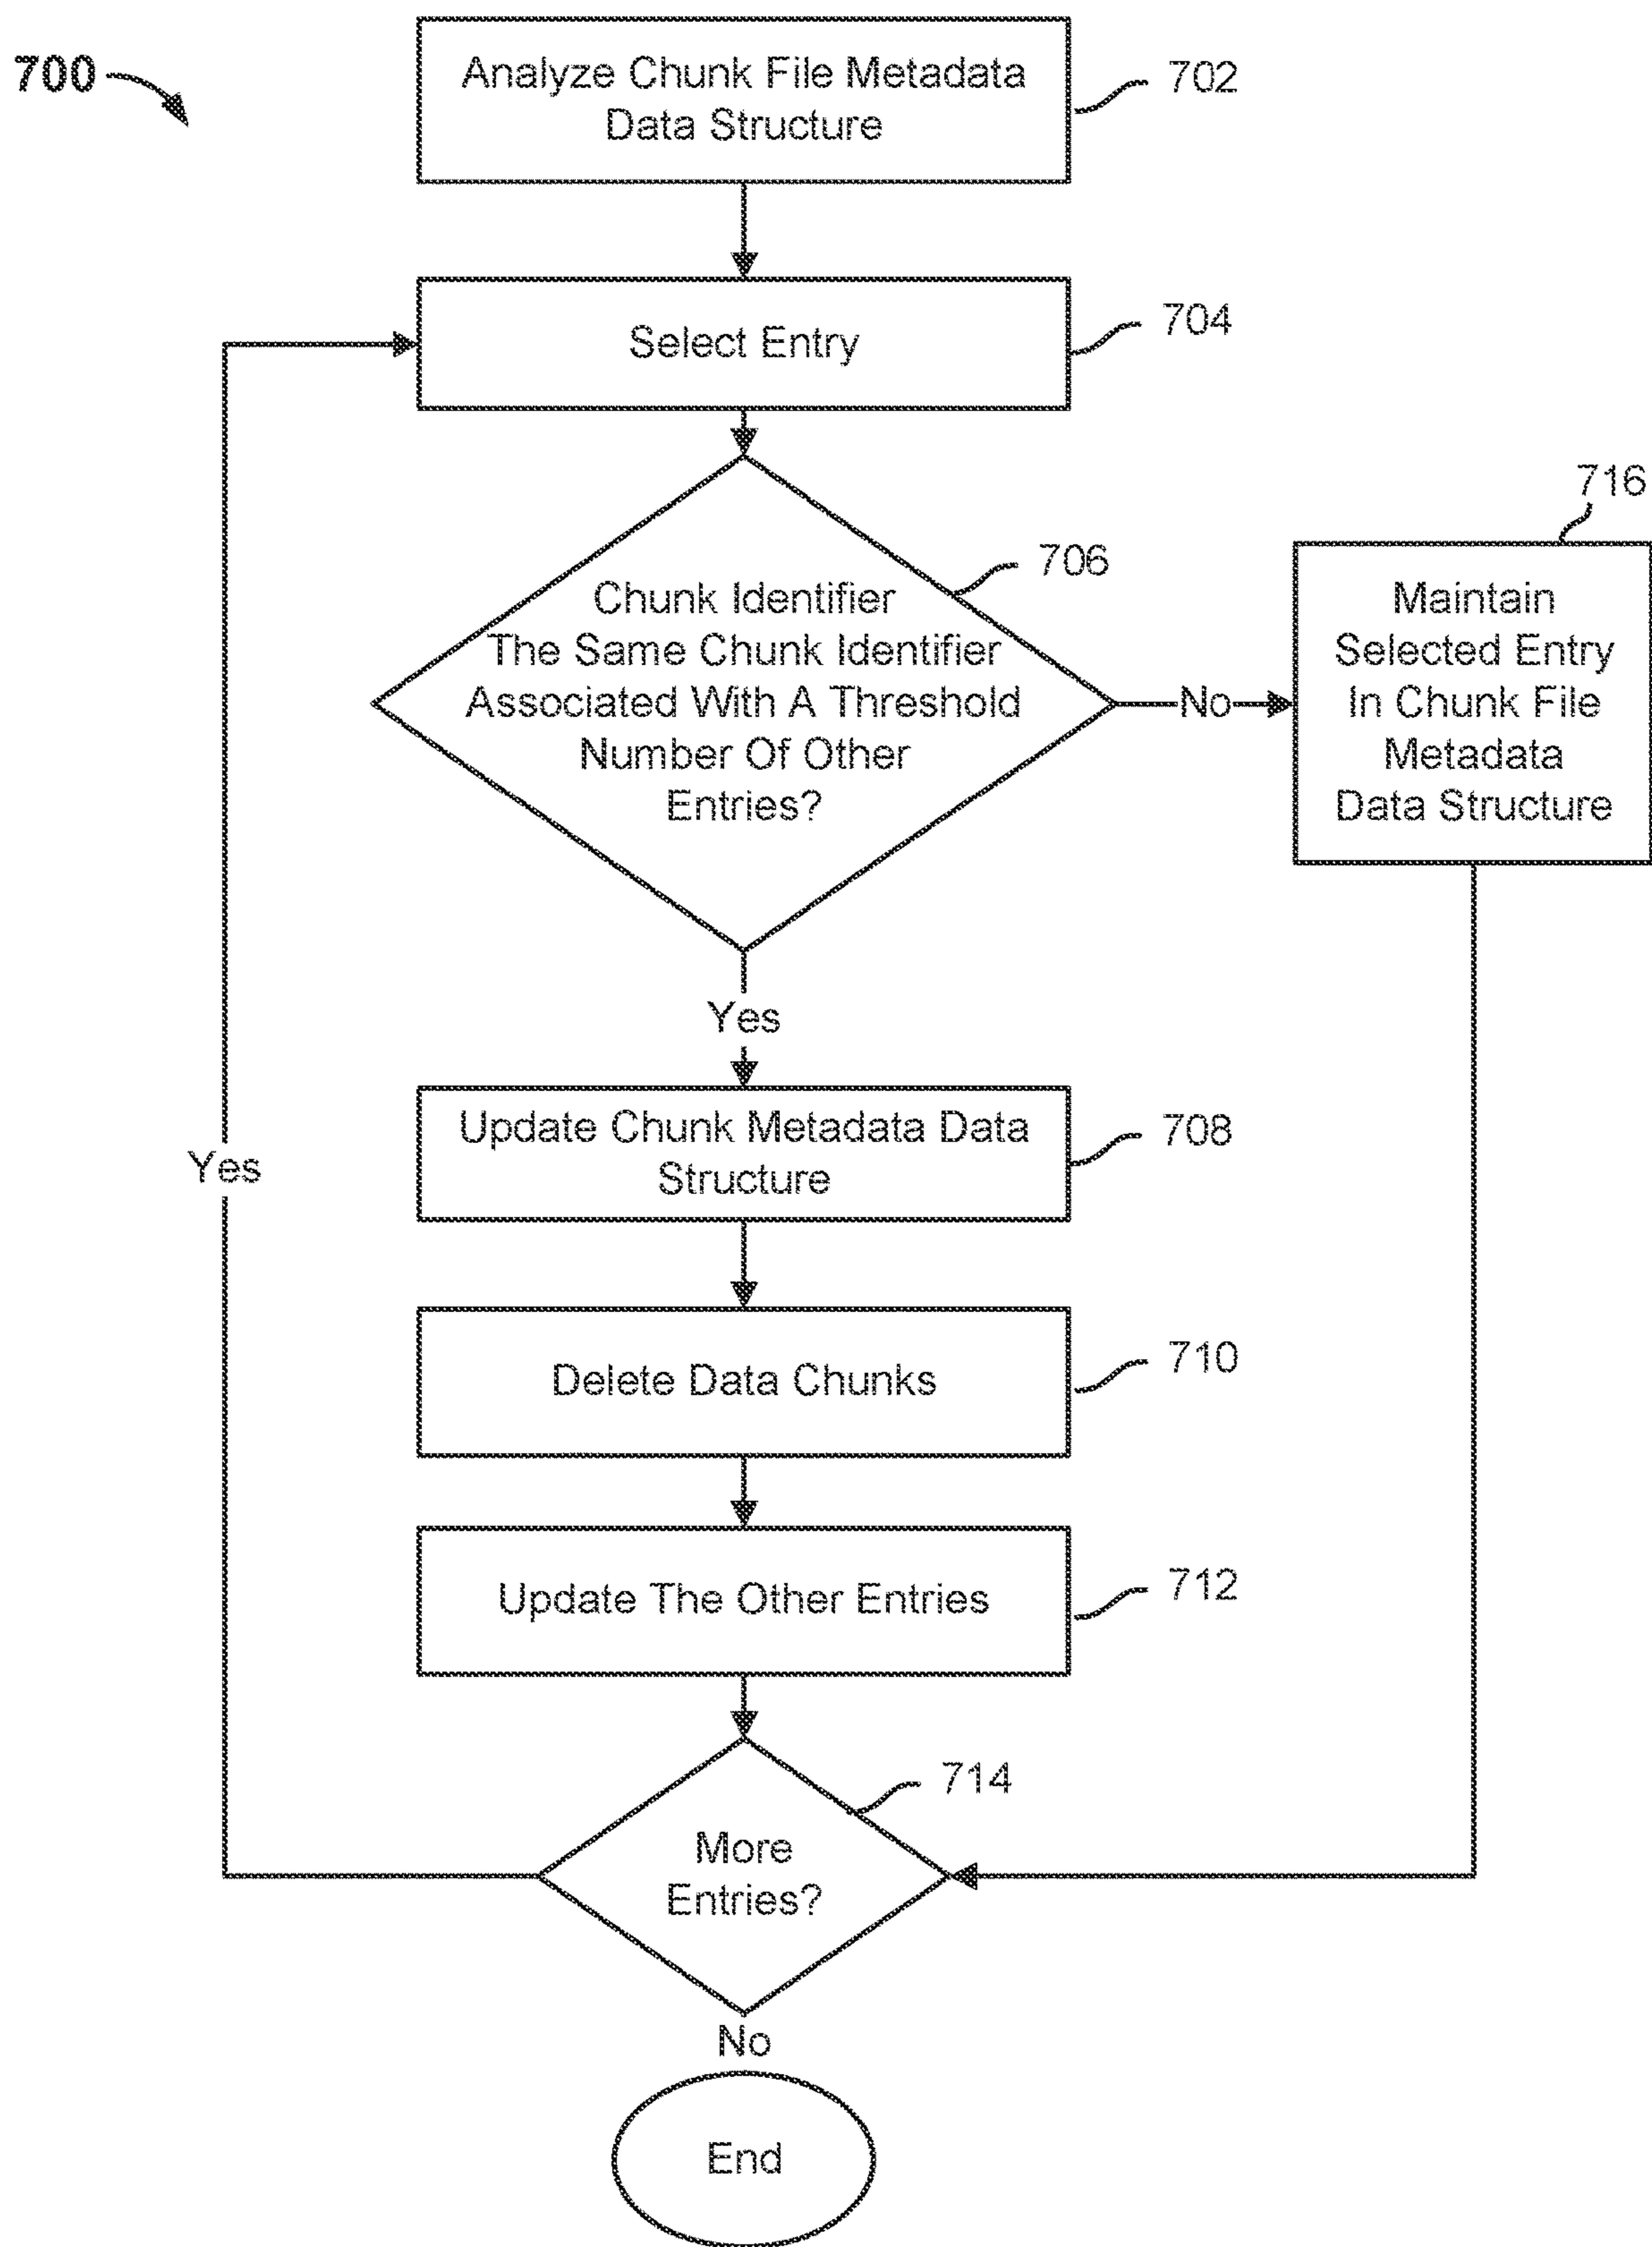 700
Analyze Chunk File Metadata
Data Structure
702
Select Entry
704
Chunk Identifier
The Same Chunk Identifier
Associated With A Threshold
Number Of Other
Entries?
706
No
716
Maintain
Selected Entry
In Chunk File
Metadata
Data Structure
Yes
Update Chunk Metadata Data
Structure
708
Yes
Delete Data Chunks
710
Update The Other Entries
712
More
Entries?
714
No
End